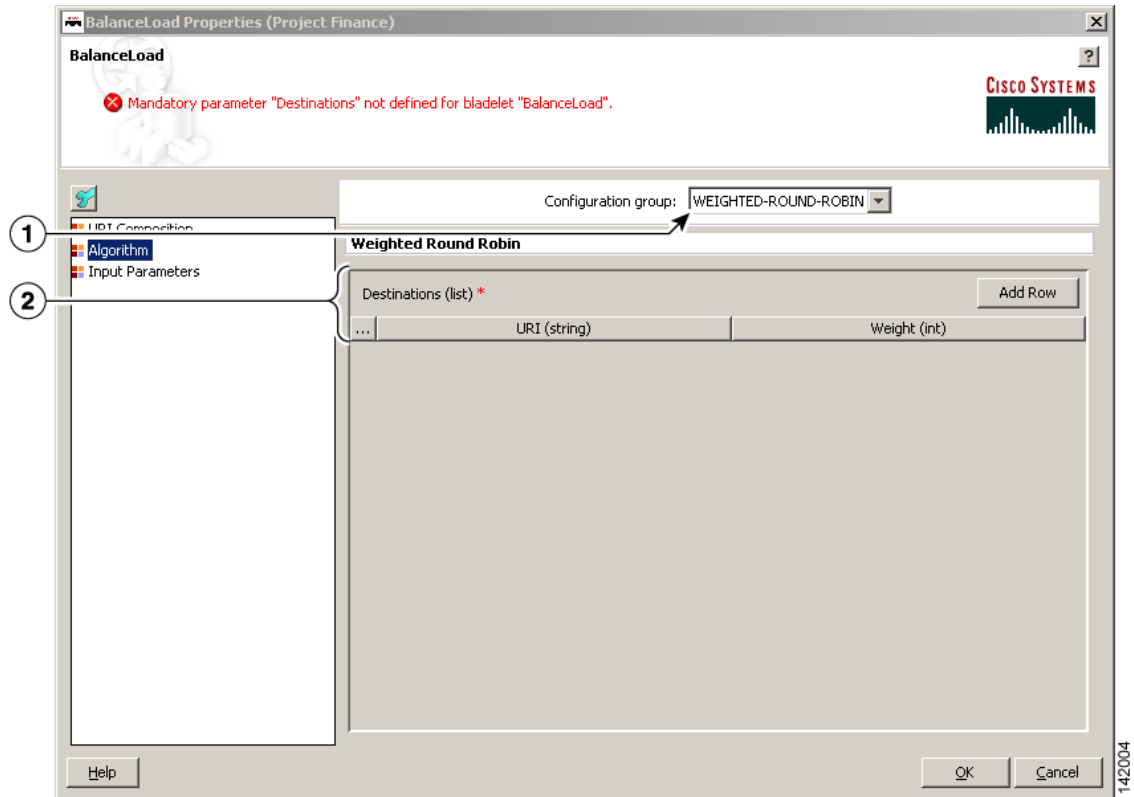 BalanceLoad Properties (Project Finance)
BalanceLoad
?
Mandatory parameter "Destinations" not defined for bladelet "BalanceLoad".
CISCO SYSTEMS
Configuration group: WEIGHTED-ROUND-ROBIN
1
URI Composition
Algorithm
Input Parameters
Weighted Round Robin
2
Destinations (list) *
Add Row
... URI (string) Weight (int)
Help
OK
Cancel
142004